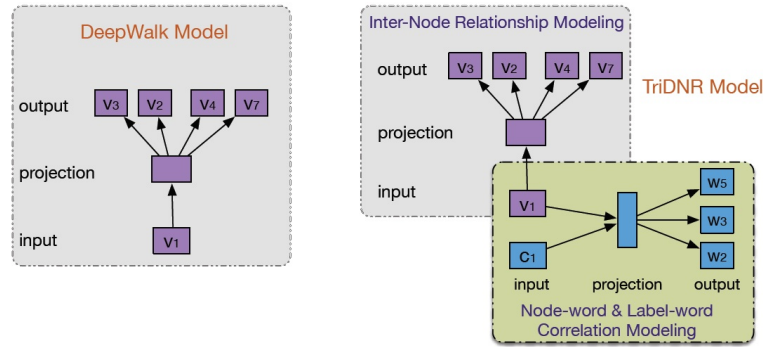 DeepWalk Model
output
V3 V2 V4 V7
projection
input
V1
Inter-Node Relationship Modeling
output
V3 V2 V4 V7
projection
input
V1
TriDNR Model
C1
W5
W3
W2
input projection output
Node-word & Label-word
Correlation Modeling